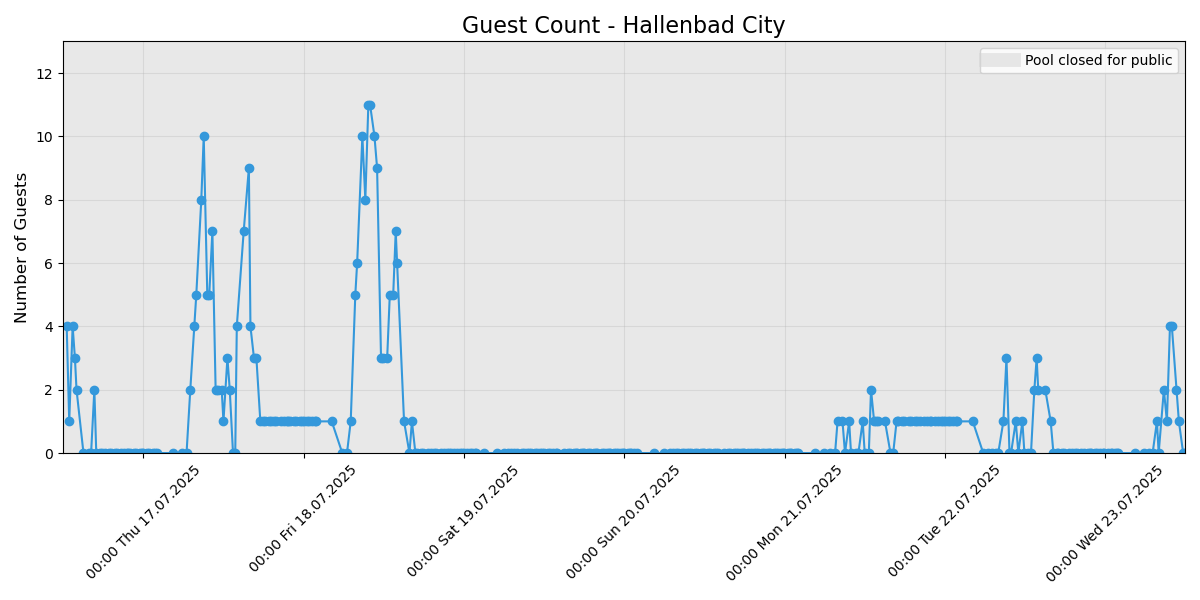 Guest Count - Hallenbad City
Pool closed for public
Number of Guests
12
10
8
6
4
2
0
00:00 Thu 17.07.2025
00:00 Fri 18.07.2025
00:00 Sat 19.07.2025
00:00 Sun 20.07.2025
00:00 Mon 21.07.2025
00:00 Tue 22.07.2025
00:00 Wed 23.07.2025